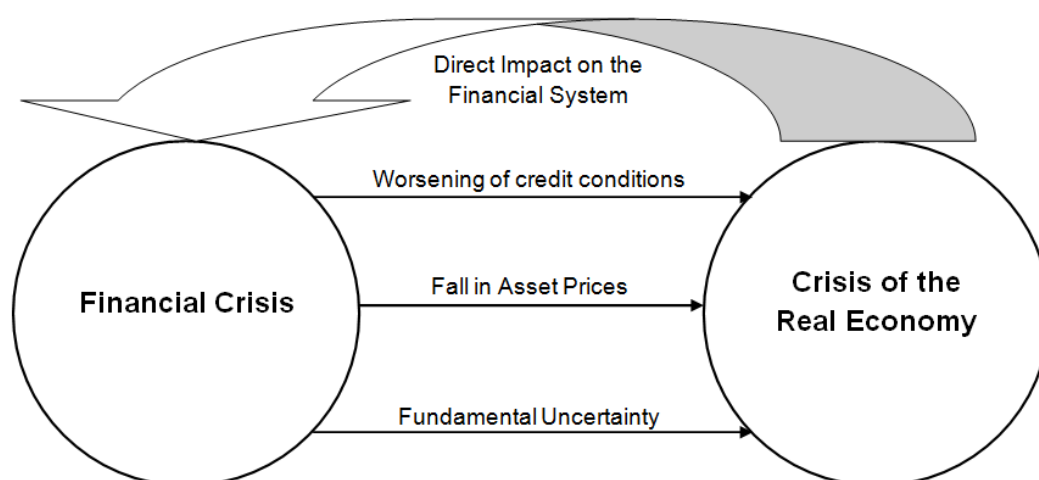 Direct Impact on the
Financial System
Worsening of credit conditions
Financial Crisis
Fall in Asset Prices
Crisis of the
Real Economy
Fundamental Uncertainty